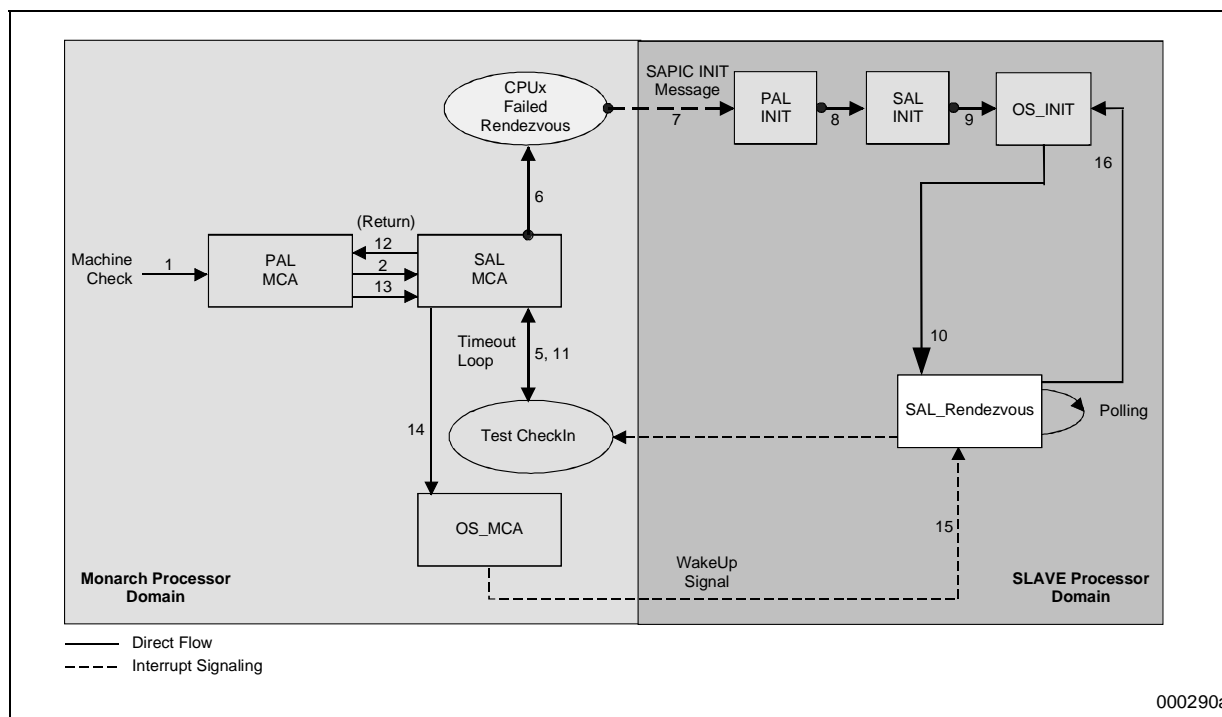 CPUx
Failed
Rendezvous
SAPIC INIT
Message
7
PAL
INIT
8
SAL
INIT
9
OS_INIT
16
6
(Return)
12
Machine
Check
1
PAL
MCA
2
13
SAL
MCA
10
Timeout
Loop
5, 11
SAL_Rendezvous
Polling
14
Test CheckIn
OS_MCA
15
WakeUp
Signal
Monarch Processor
Domain
SLAVE Processor
Domain
Direct Flow
Interrupt Signaling
000290a